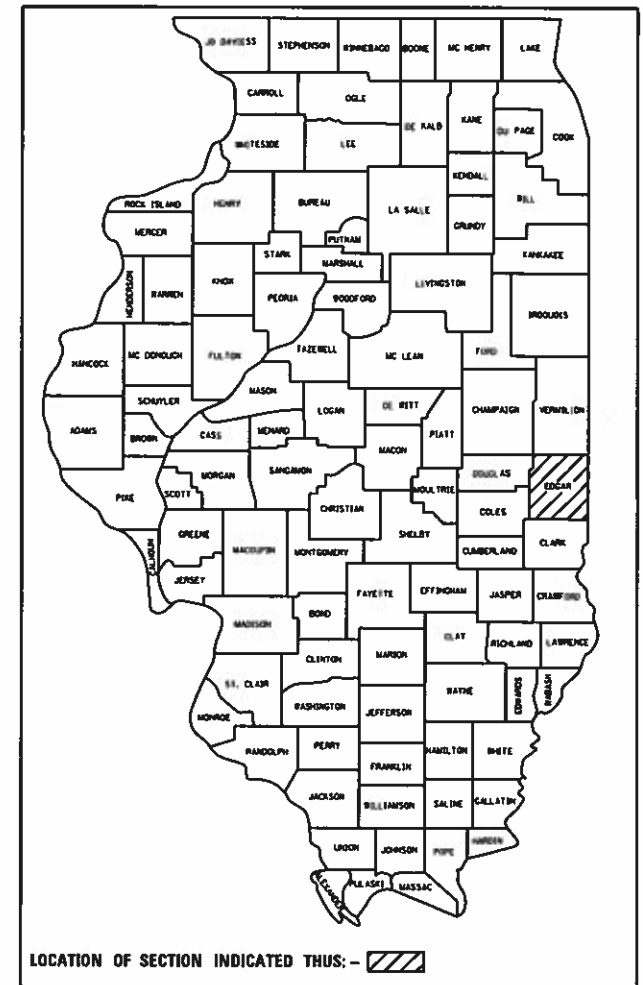 JO DAVIESS STEPHENSON WINNEBAGO BOONE MC HENRY LAKE
CARROLL OGLE DE KALB KANE DU PAGE COOK
WHITESIDE LEE KENDALL WILL
ROCK ISLAND HENRY BUREAU LA SALLE GRUNDY
MERCER PUTNAM KANKAKEE
STARK MARSHALL
HENDERSON WARREN KNOX PEORIA WOODFORD LIVINGSTON IROQUOIS
HANCOCK MC DONOUGH FULTON TAZEWELL MC LEAN FORD
SCHUYLER MASON LOGAN DE WITT CHAMPAIGN VERMILION
ADAMS BROWN CASS MENARD PIATT
MACON
MORGAN SANGAMON DOUGLAS EDGAR
PIKE SCOTT CHRISTIAN MOULTRIE COLES
GREENE MACOUPIN MONTGOMERY SHELBY CUMBERLAND CLARK
CALHOUN JERSEY FAYETTE EFFINGHAM JASPER CRAWFORD
BOND
MADISON CLAY RICHLAND LAWRENCE
CLINTON MARION
ST. CLAIR WAYNE EDWARDS WABASH
MONROE WASHINGTON JEFFERSON
RANDOLPH PERRY HAMILTON WHITE
FRANKLIN
JACKSON WILLIAMSON SALINE GALLATIN
UNION JOHNSON POPE HARDIN
ALEXANDER PULASKI MASSAC
LOCATION OF SECTION INDICATED THUS: -